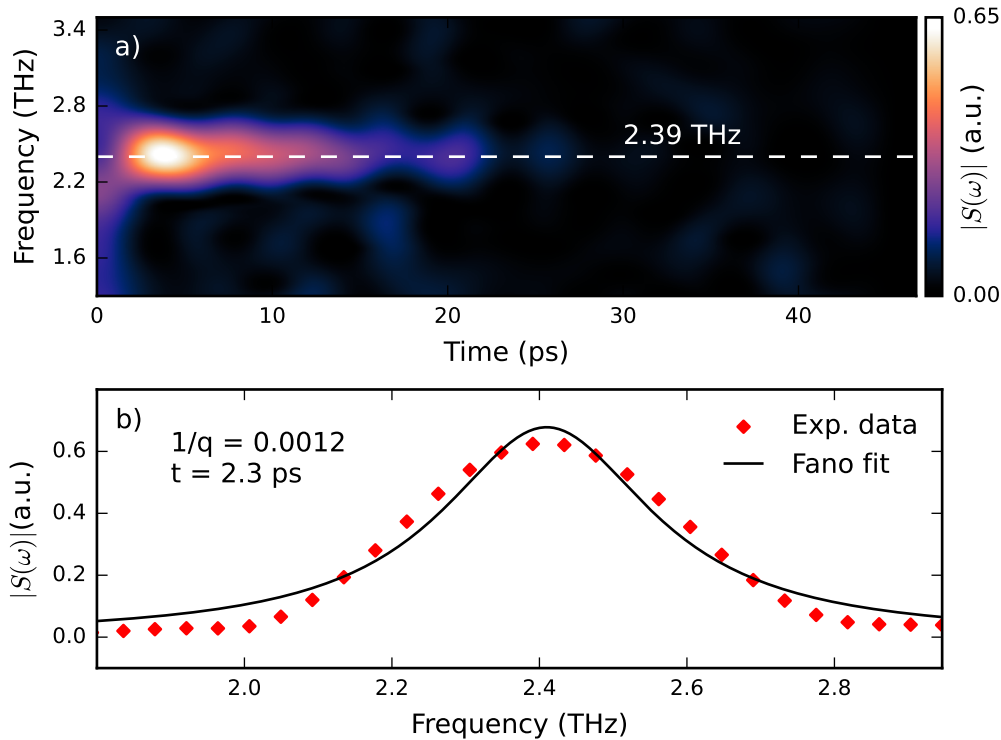 a)
3.4
2.8
2.2
1.6
Frequency (THz)
2.39 THz
0 10 20 30 40
Time (ps)
0.65
0.00
|S(ω)| (a.u.)
b)
1/q = 0.0012
t = 2.3 ps
Exp. data
Fano fit
0.6
0.4
0.2
0.0
|S(ω)|(a.u.)
2.0 2.2 2.4 2.6 2.8
Frequency (THz)